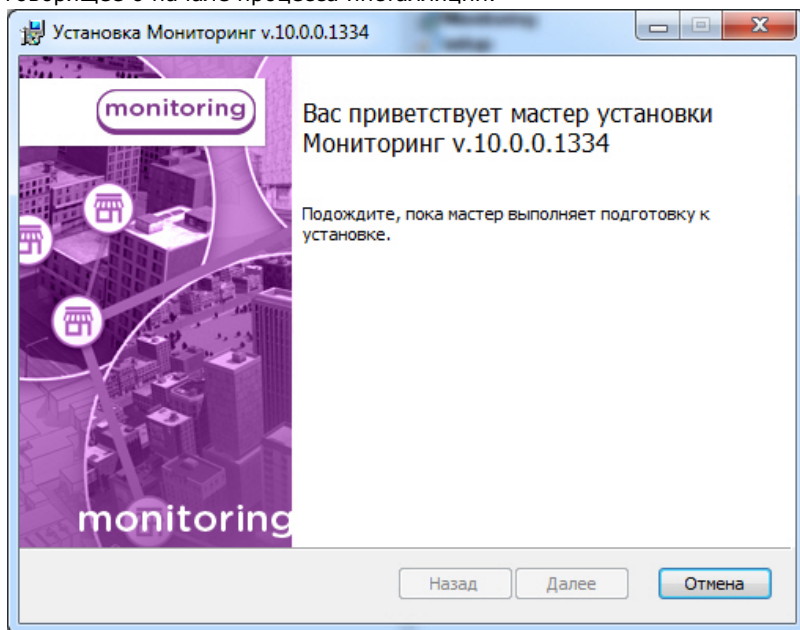 Установка Мониторинг v.10.0.0.1334
monitoring
Вас приветствует мастер установки
Мониторинг v.10.0.0.1334
Подождите, пока мастер выполняет подготовку к
установке.
monitoring
Назад
Далее
Отмена